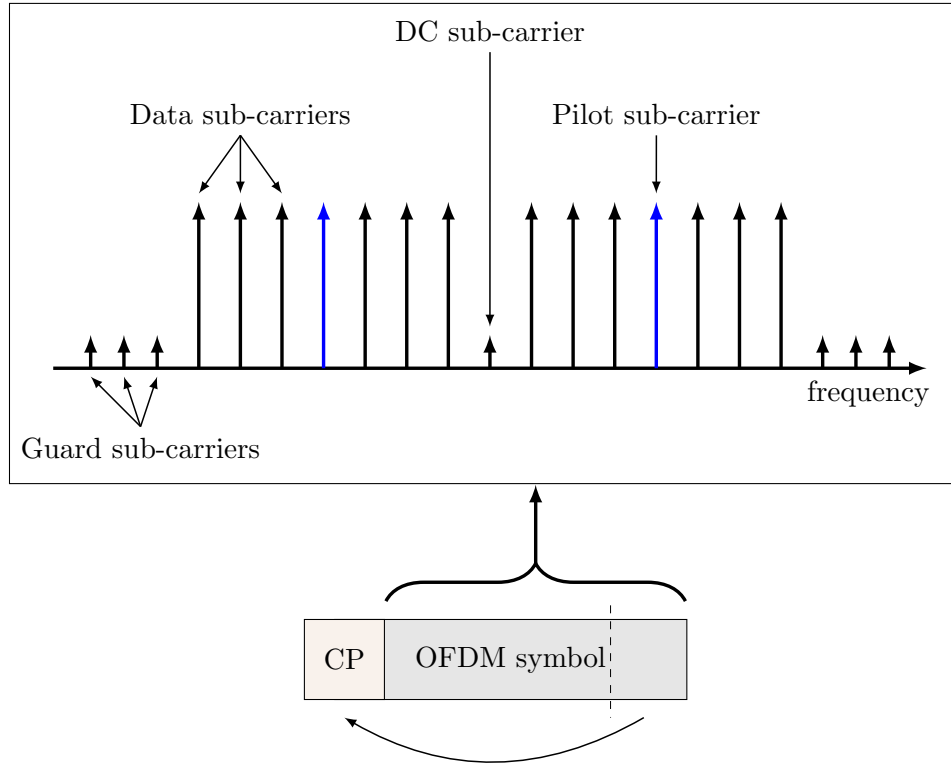 DC sub-carrier
Data sub-carriers
Pilot sub-carrier
frequency
Guard sub-carriers
CP
OFDM symbol